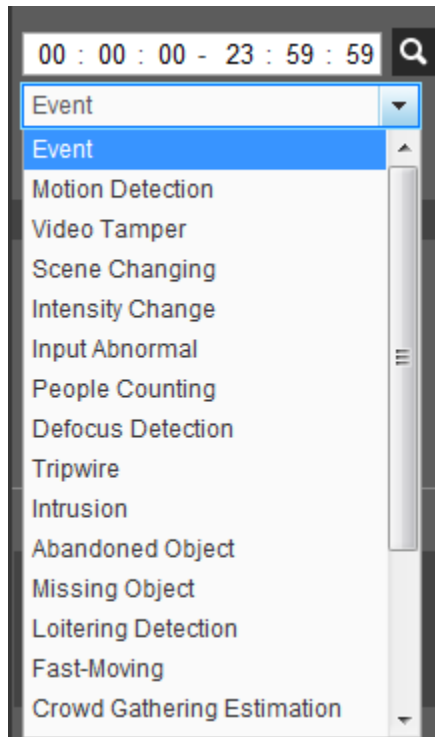 00 : 00 : 00 - 23 : 59 : 59
Event
Event
Motion Detection
Video Tamper
Scene Changing
Intensity Change
Input Abnormal
People Counting
Defocus Detection
Tripwire
Intrusion
Abandoned Object
Missing Object
Loitering Detection
Fast-Moving
Crowd Gathering Estimation